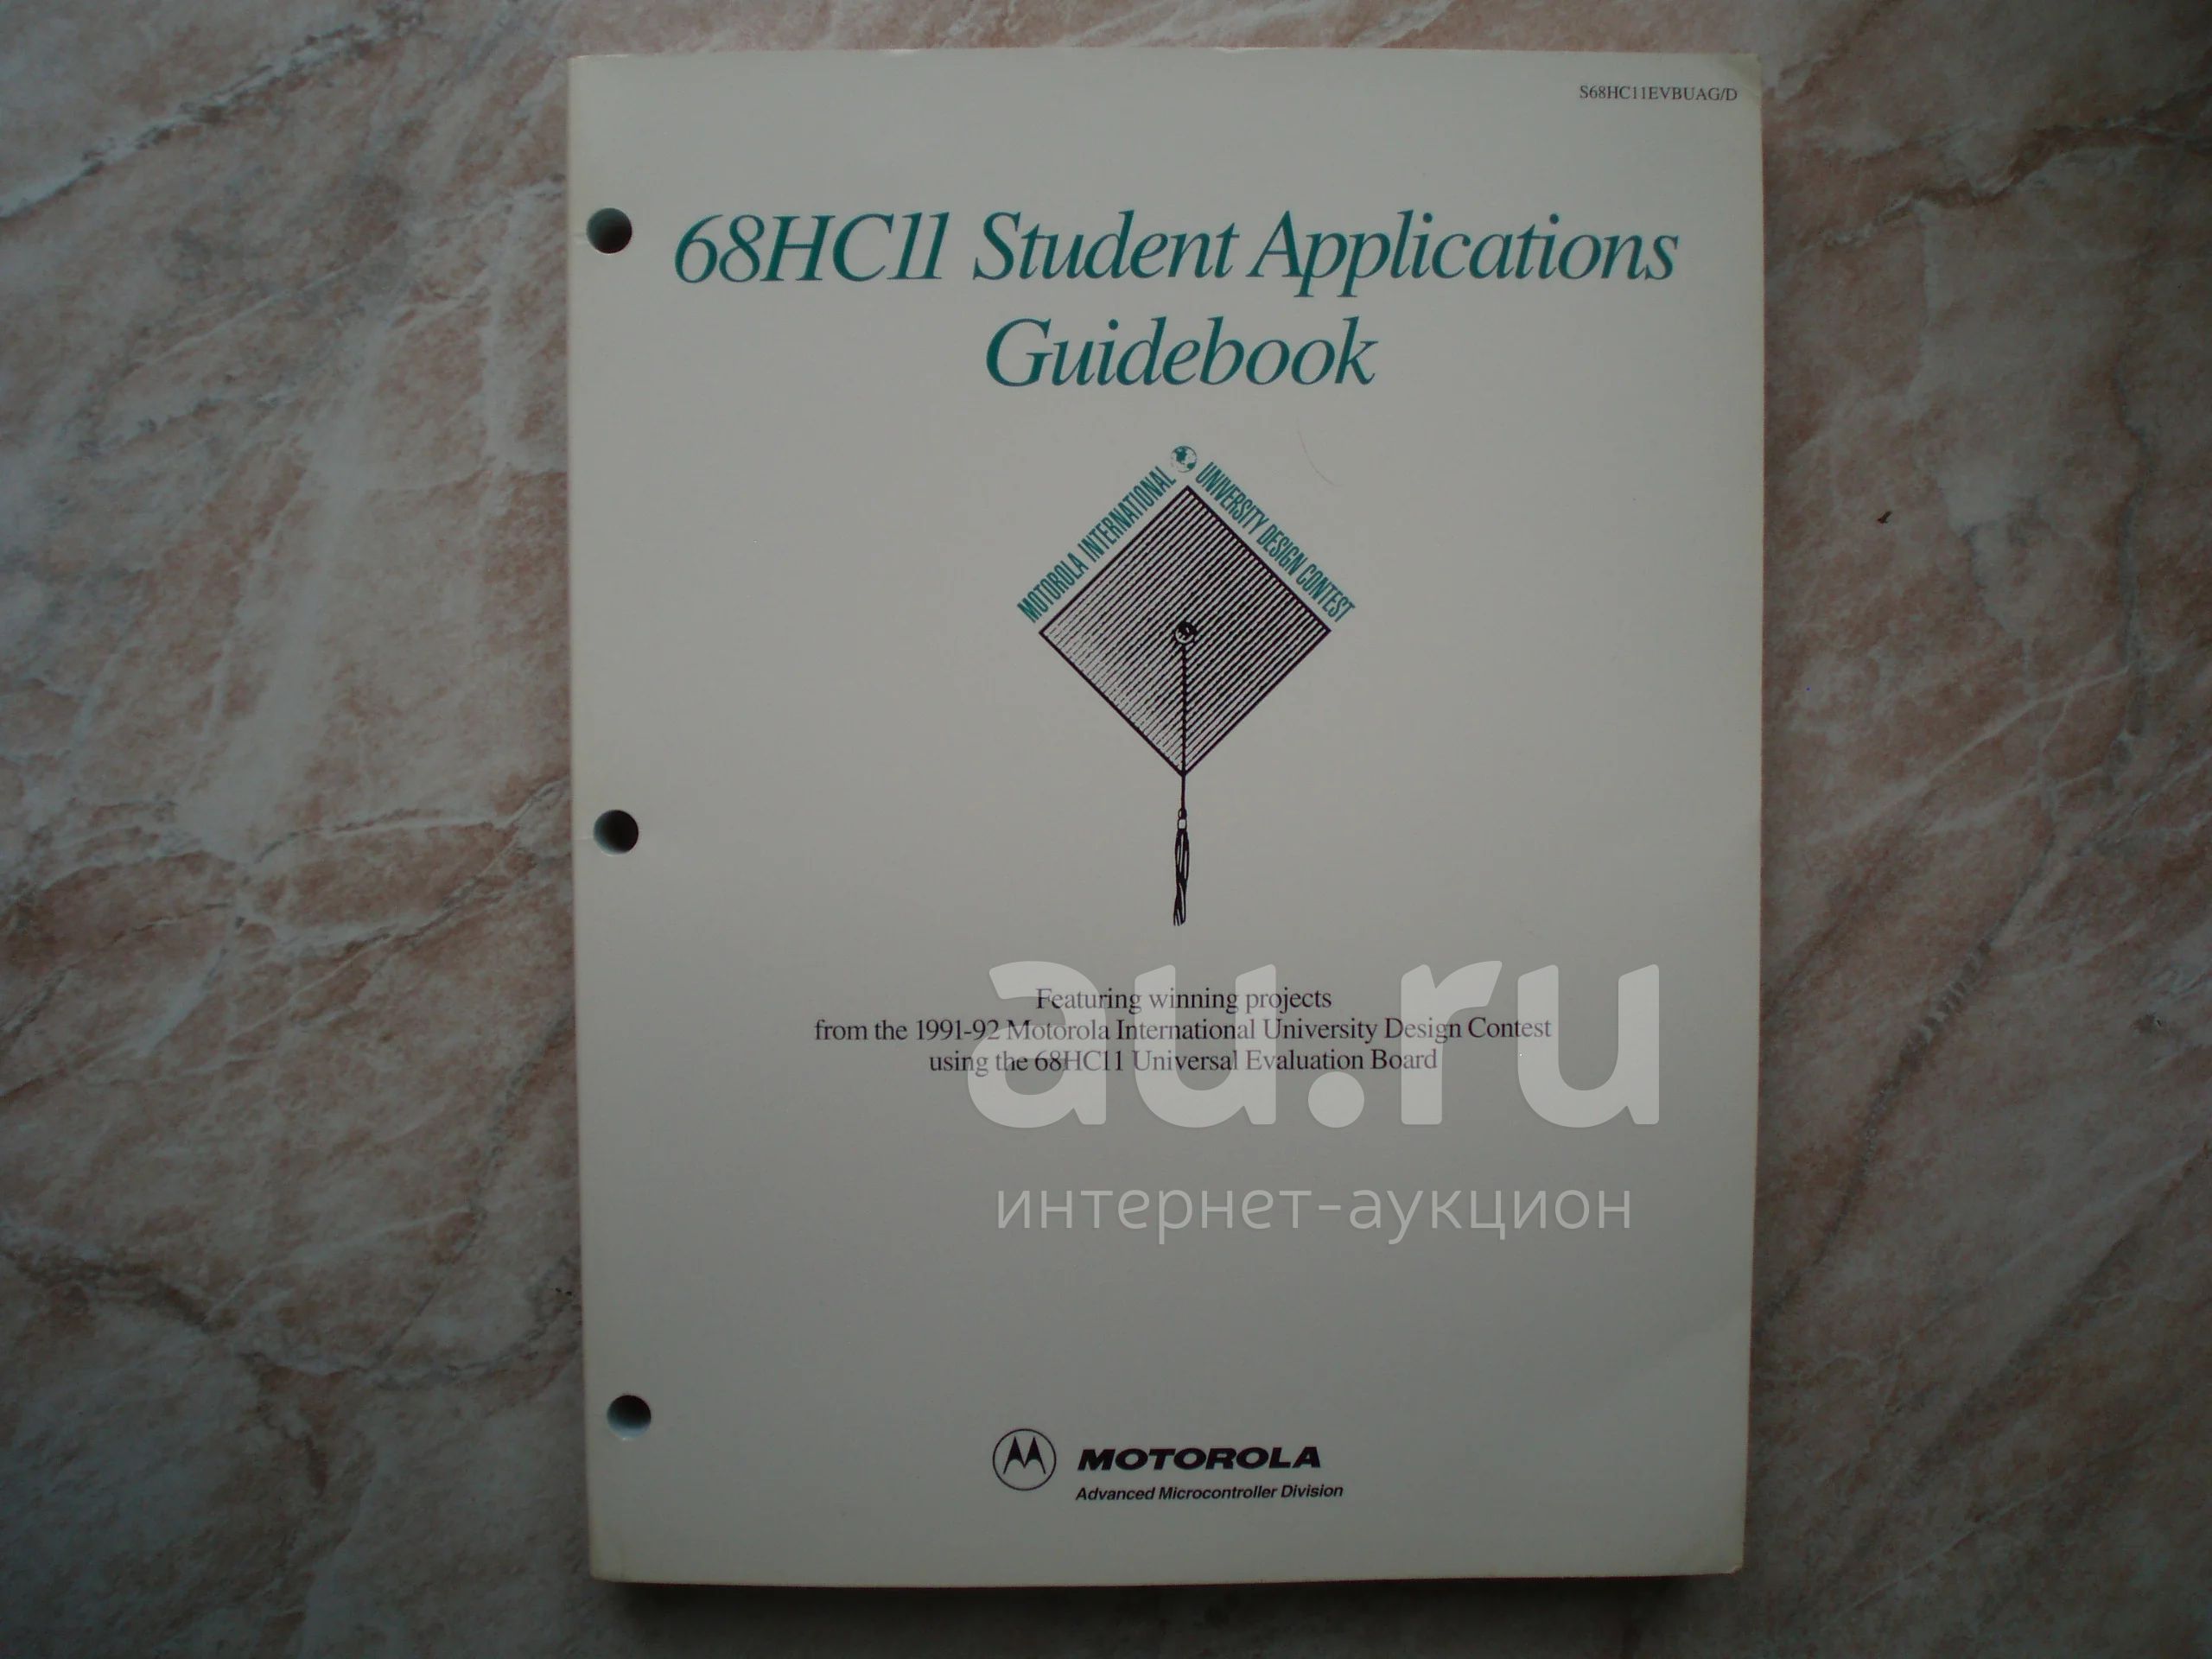 S68HC11EVBUAG/D
68HC11 Student Applications
Guidebook
MOTOROLA INTERNATIONAL
UNIVERSITY DESIGN CONTEST
Featuring winning projects
from the 1991-92 Motorola International University Design Contest
using the 68HC11 Universal Evaluation Board
au.ru
интернет-аукцион
MOTOROLA
Advanced Microcontroller Division